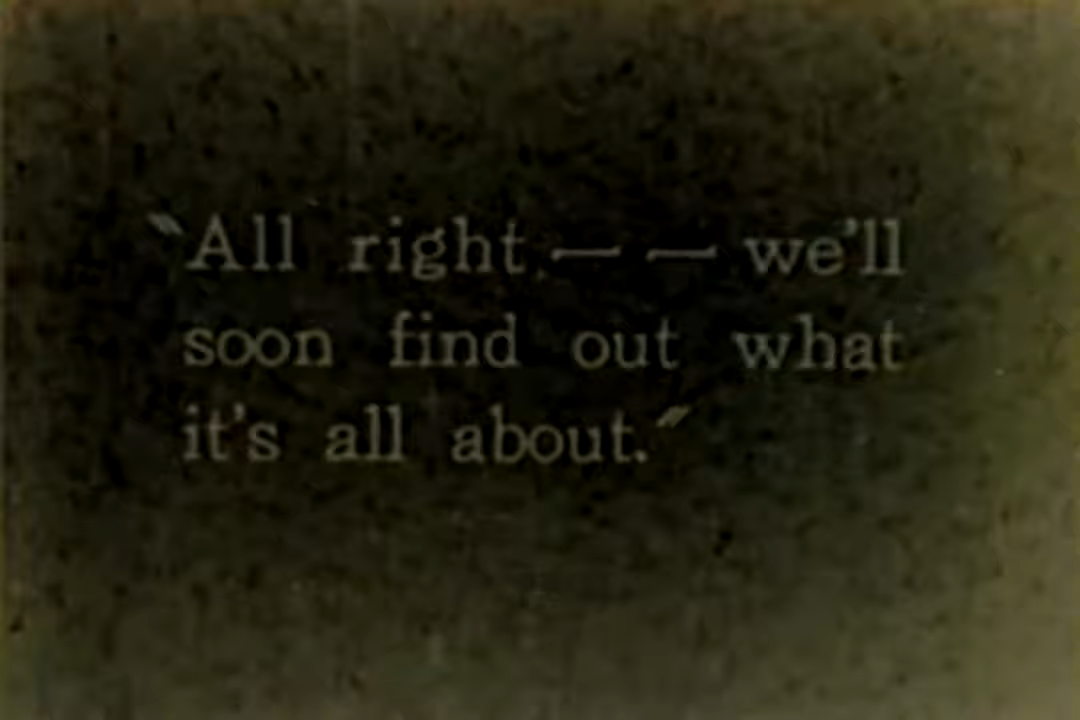 "All right — — we'll
soon find out what
it's all about."